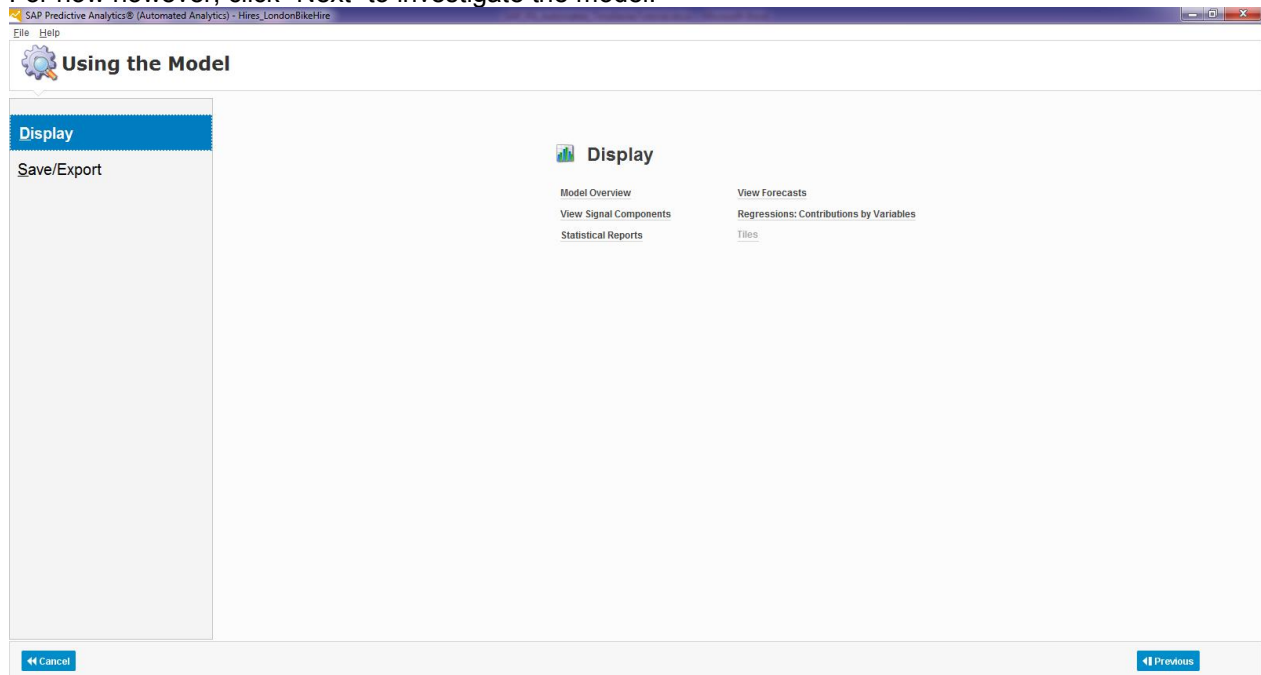 For now however, click "Next" to investigate the model.
SAP Predictive Analytics® (Automated Analytics) - Hires_LondonBikeHire
File Help
Using the Model
Display
Save/Export
Display
Model Overview
View Forecasts
View Signal Components
Regressions: Contributions by Variables
Statistical Reports
Tiles
Cancel
Previous